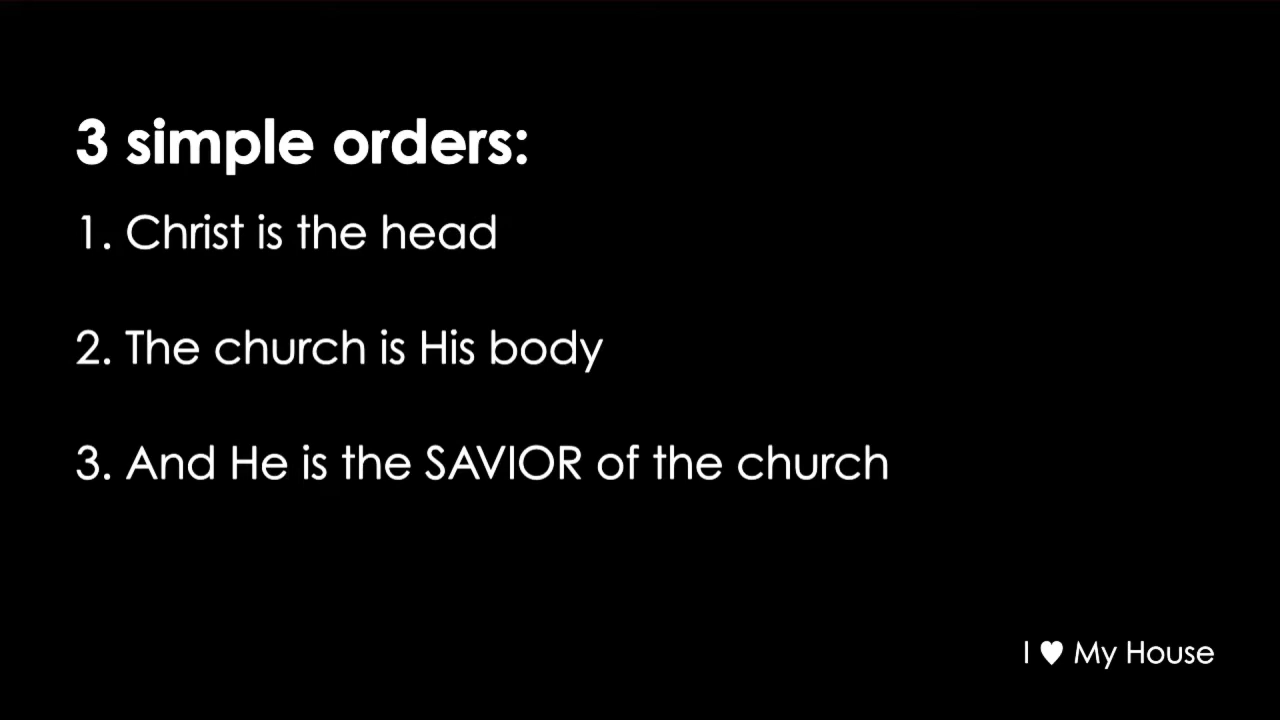 3 simple orders:
1. Christ is the head
2. The church is His body
3. And He is the SAVIOR of the church
I ♥ My House